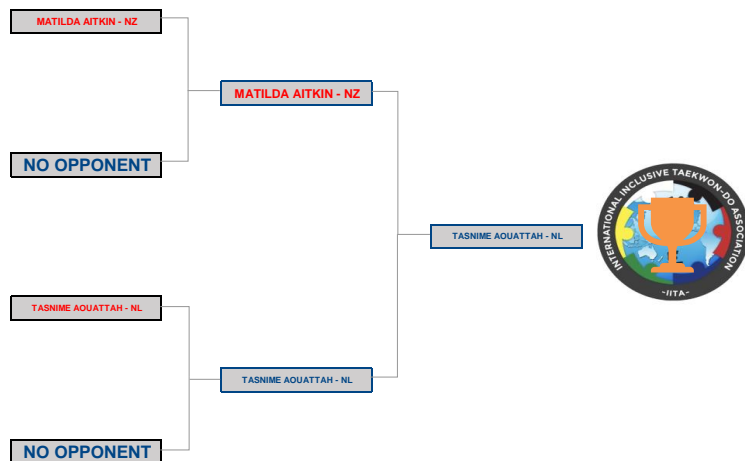 MATILDA AITKIN - NZ
MATILDA AITKIN - NZ
NO OPPONENT
TASNIME AOUATTAH - NL
INTERNATIONAL INCLUSIVE TAEKWON-DO ASSOCIATION
-IITA-
TASNIME AOUATTAH - NL
TASNIME AOUATTAH - NL
NO OPPONENT